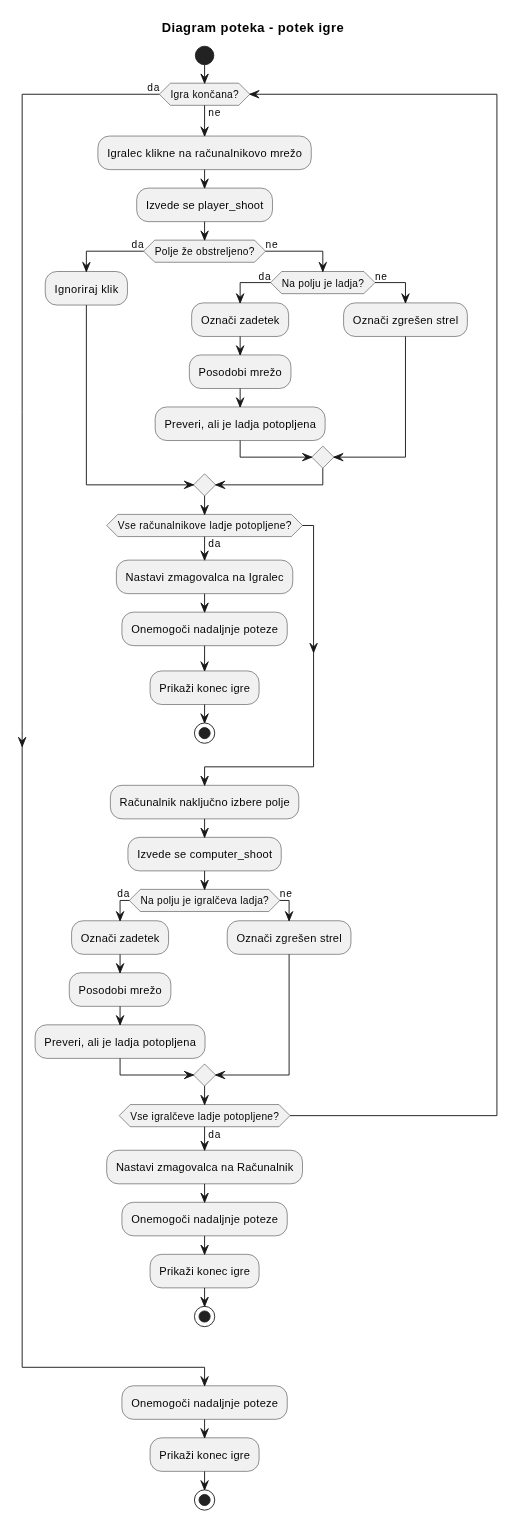 Diagram poteka - potek igre
da
Igra končana?
ne
Igralec klikne na računalnikovo mrežo
Izvede se player_shoot
da
Polje že obstreljeno?
ne
Ignoriraj klik
da
Na polju je ladja?
ne
Označi zadetek
Označi zgrešen strel
Posodobi mrežo
Preveri, ali je ladja potopljena
Vse računalnikove ladje potopljene?
da
Nastavi zmagovalca na Igralec
Onemogoči nadaljnje poteze
Prikaži konec igre
Računalnik naključno izbere polje
Izvede se computer_shoot
da
Na polju je igralčeva ladja?
ne
Označi zadetek
Označi zgrešen strel
Posodobi mrežo
Preveri, ali je ladja potopljena
Vse igralčeve ladje potopljene?
da
Nastavi zmagovalca na Računalnik
Onemogoči nadaljnje poteze
Prikaži konec igre
Onemogoči nadaljnje poteze
Prikaži konec igre